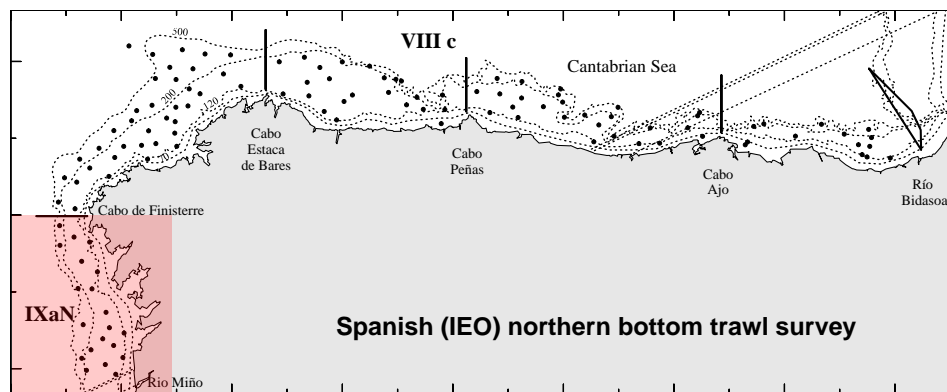 500
VIII c
Cantabrian Sea
200
120
70
Cabo
Estaca
de Bares
Cabo
Peñas
Cabo
Ajo
Río
Bidasoa
Cabo de Finisterre
IXaN
Spanish (IEO) northern bottom trawl survey
Rio Miño